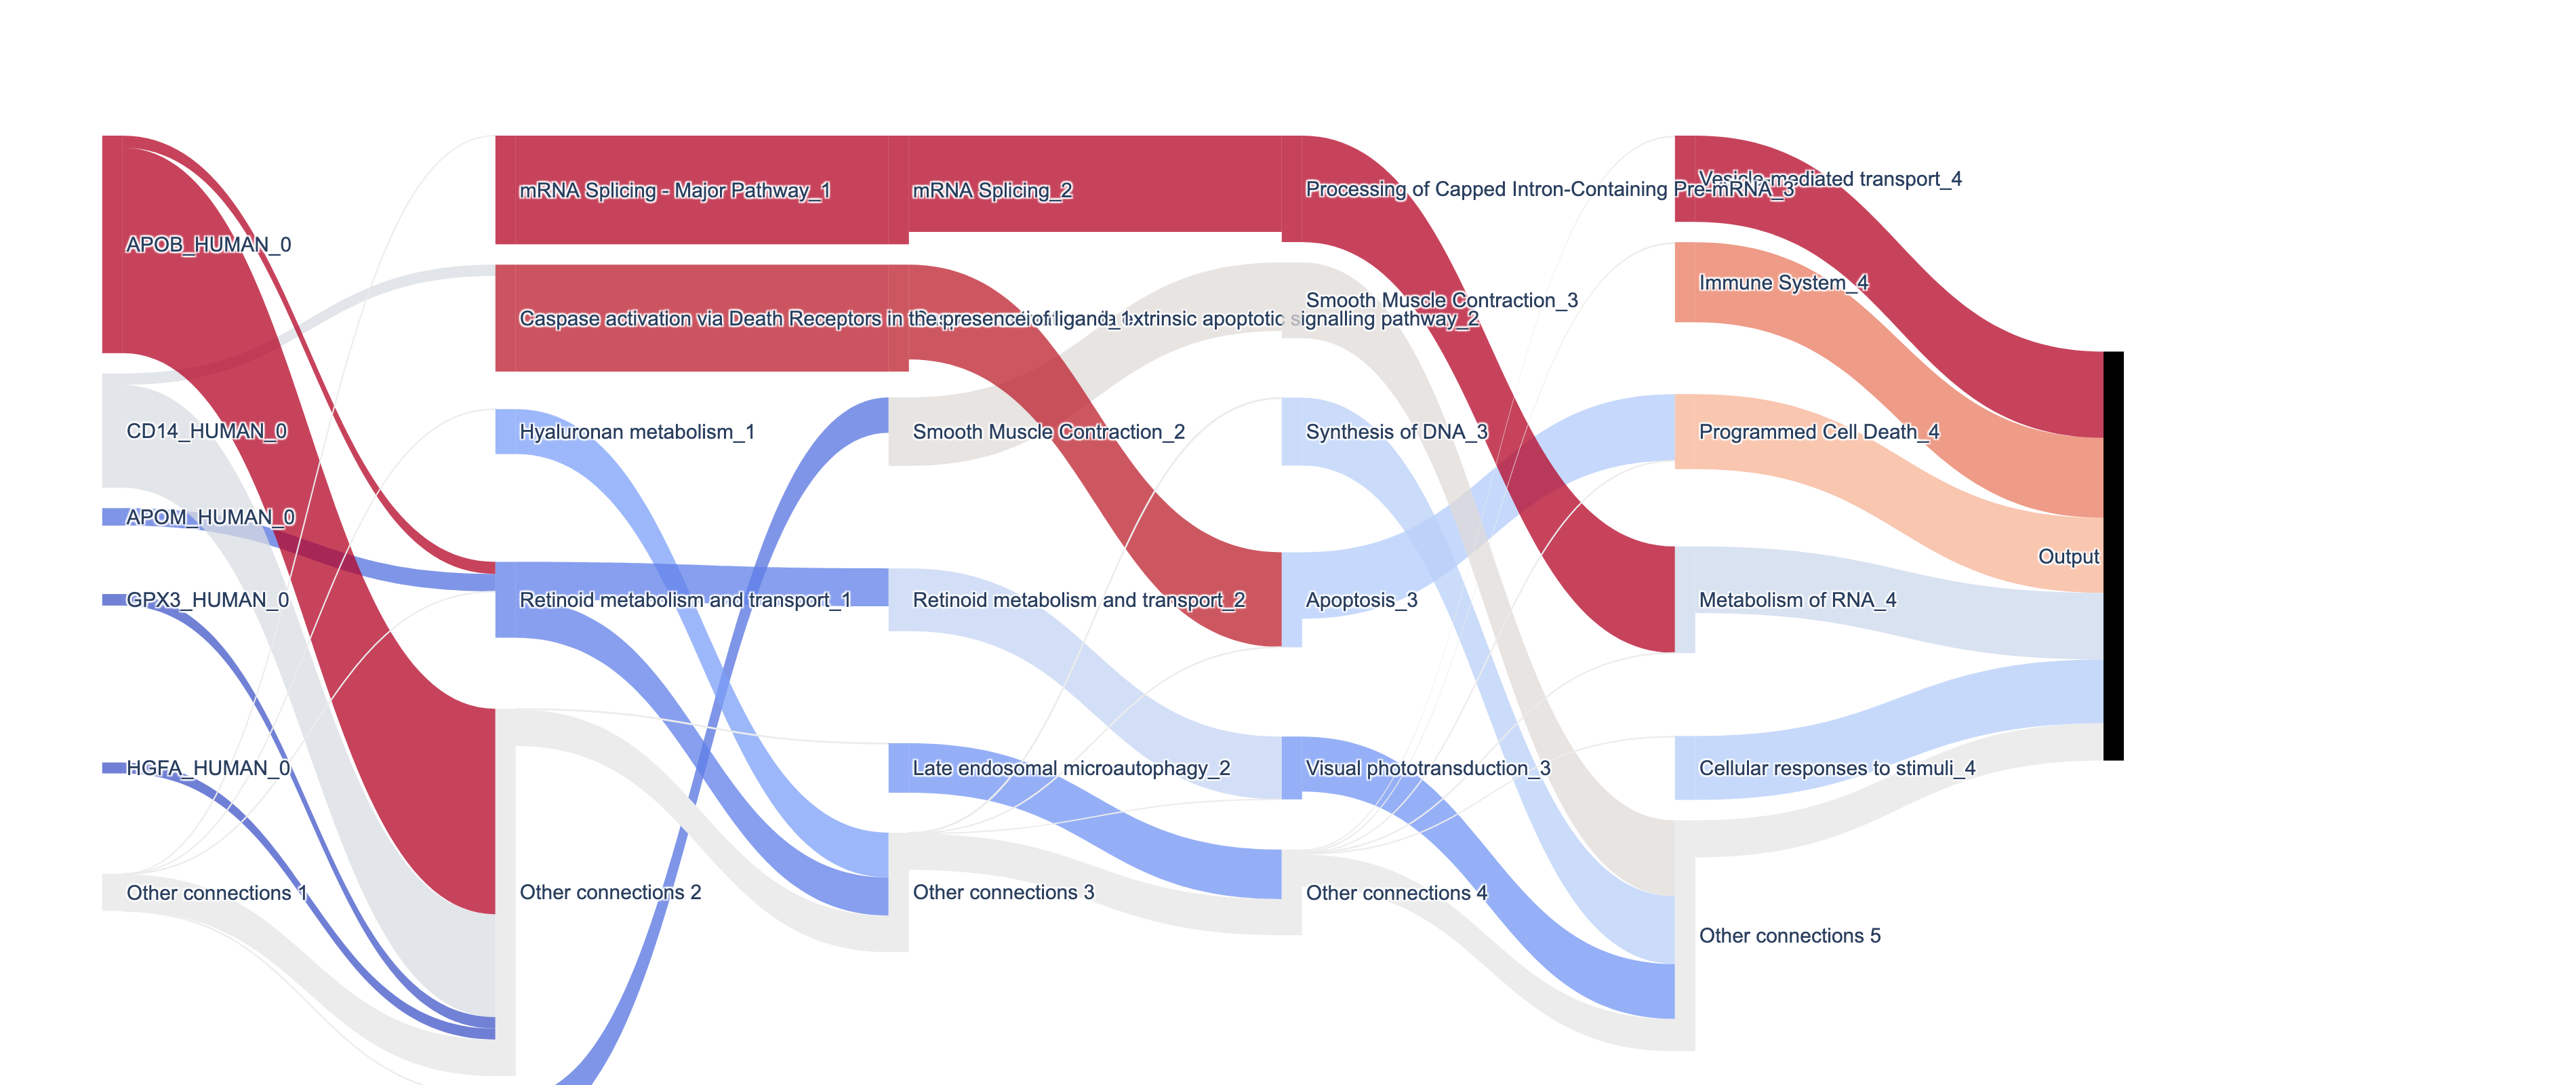 APOB_HUMAN_0
CD14_HUMAN_0
APOM_HUMAN_0
GPX3_HUMAN_0
HGFA_HUMAN_0
Other connections 1
mRNA Splicing - Major Pathway_1
Caspase activation via Death Receptors in the presence of ligand_1
Hyaluronan metabolism_1
Retinoid metabolism and transport_1
Other connections 2
mRNA Splicing_2
extrinsic apoptotic signalling pathway_2
Smooth Muscle Contraction_2
Retinoid metabolism and transport_2
Late endosomal microautophagy_2
Other connections 3
Processing of Capped Intron-Containing Pre-mRNA_3
Smooth Muscle Contraction_3
Synthesis of DNA_3
Apoptosis_3
Visual phototransduction_3
Other connections 4
Vesicle-mediated transport_4
Immune System_4
Programmed Cell Death_4
Metabolism of RNA_4
Cellular responses to stimuli_4
Other connections 5
Output